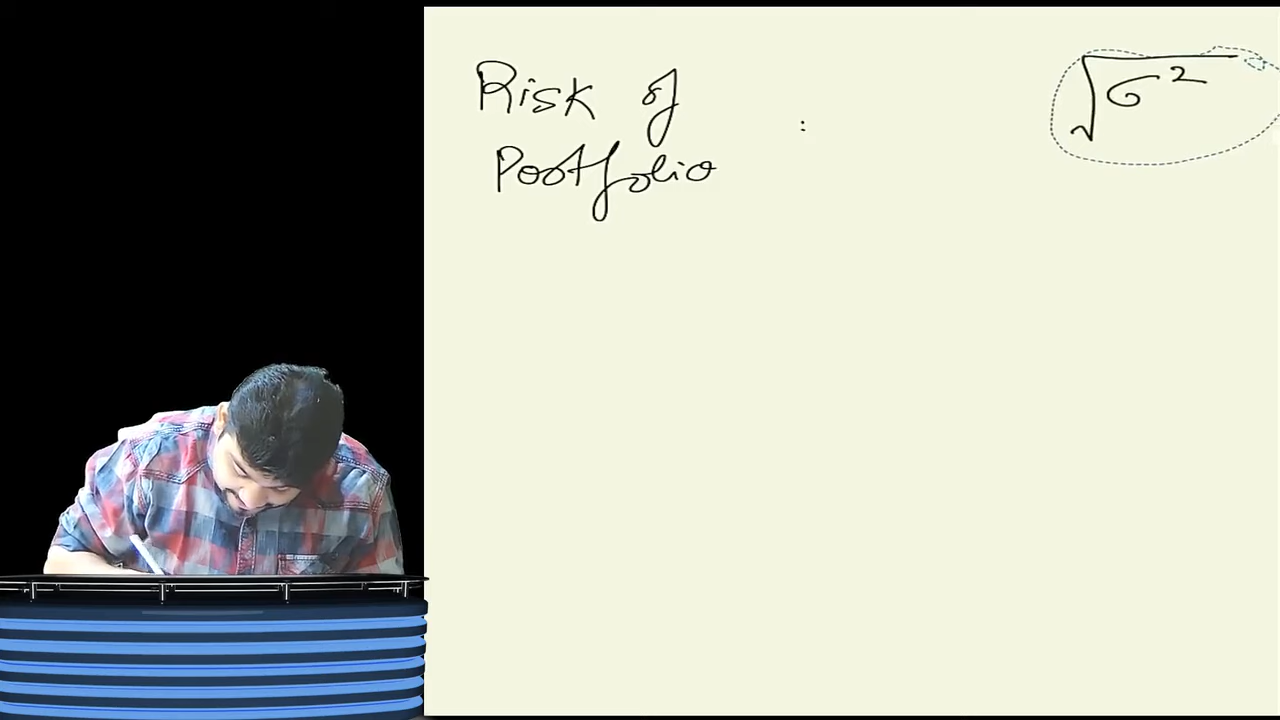 Risk of : √σ²
Portfolio